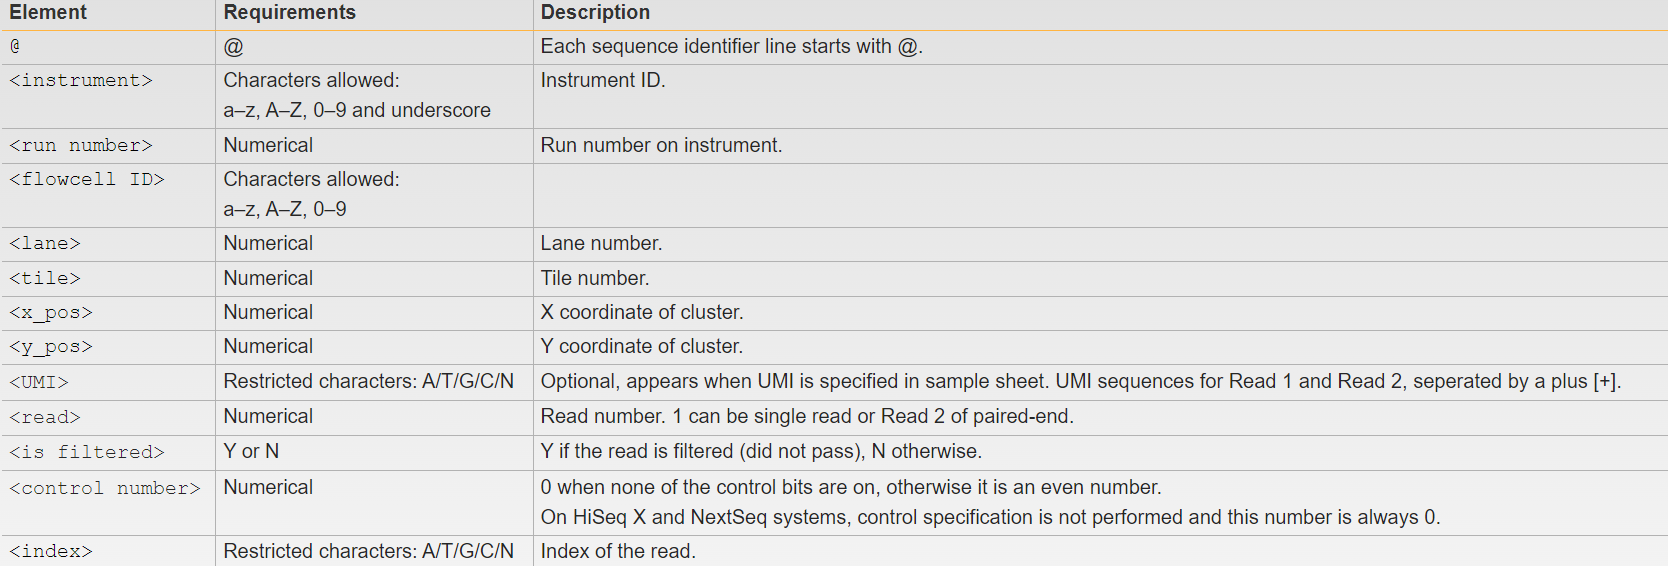 Element Requirements Description
@ @ Each sequence identifier line starts with @.
<instrument> Characters allowed: Instrument ID.
a–z, A–Z, 0–9 and underscore
<run number> Numerical Run number on instrument.
<flowcell ID> Characters allowed:
a–z, A–Z, 0–9
<lane> Numerical Lane number.
<tile> Numerical Tile number.
<x_pos> Numerical X coordinate of cluster.
<y_pos> Numerical Y coordinate of cluster.
<UMI> Restricted characters: A/T/G/C/N Optional, appears when UMI is specified in sample sheet. UMI sequences for Read 1 and Read 2, seperated by a plus [+].
<read> Numerical Read number. 1 can be single read or Read 2 of paired-end.
<is filtered> Y or N Y if the read is filtered (did not pass), N otherwise.
<control number> Numerical 0 when none of the control bits are on, otherwise it is an even number.
On HiSeq X and NextSeq systems, control specification is not performed and this number is always 0.
<index> Restricted characters: A/T/G/C/N Index of the read.